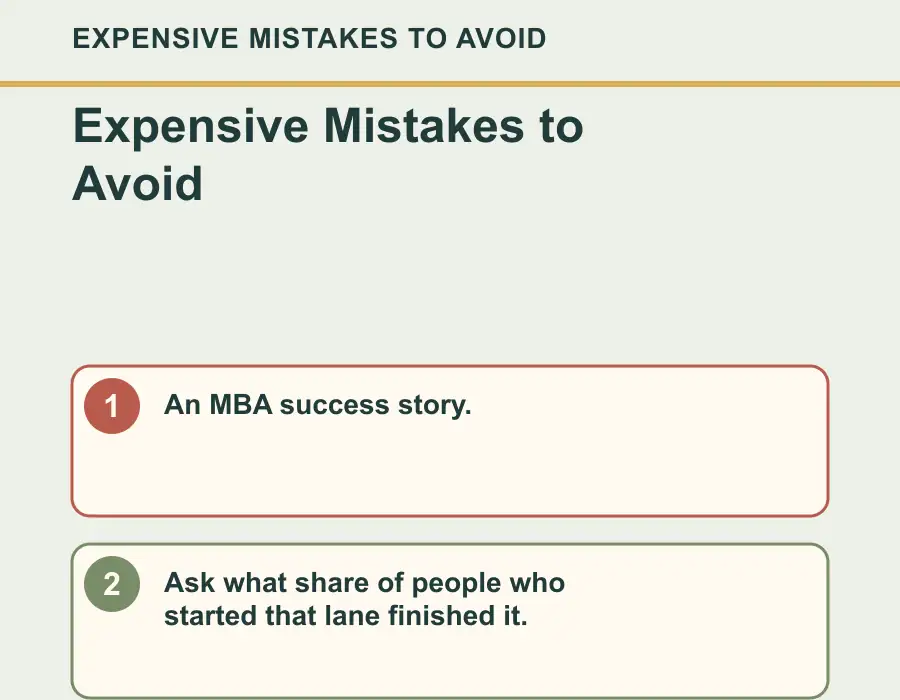 EXPENSIVE MISTAKES TO AVOID
Expensive Mistakes to
Avoid
1
An MBA success story.
2
Ask what share of people who
started that lane finished it.